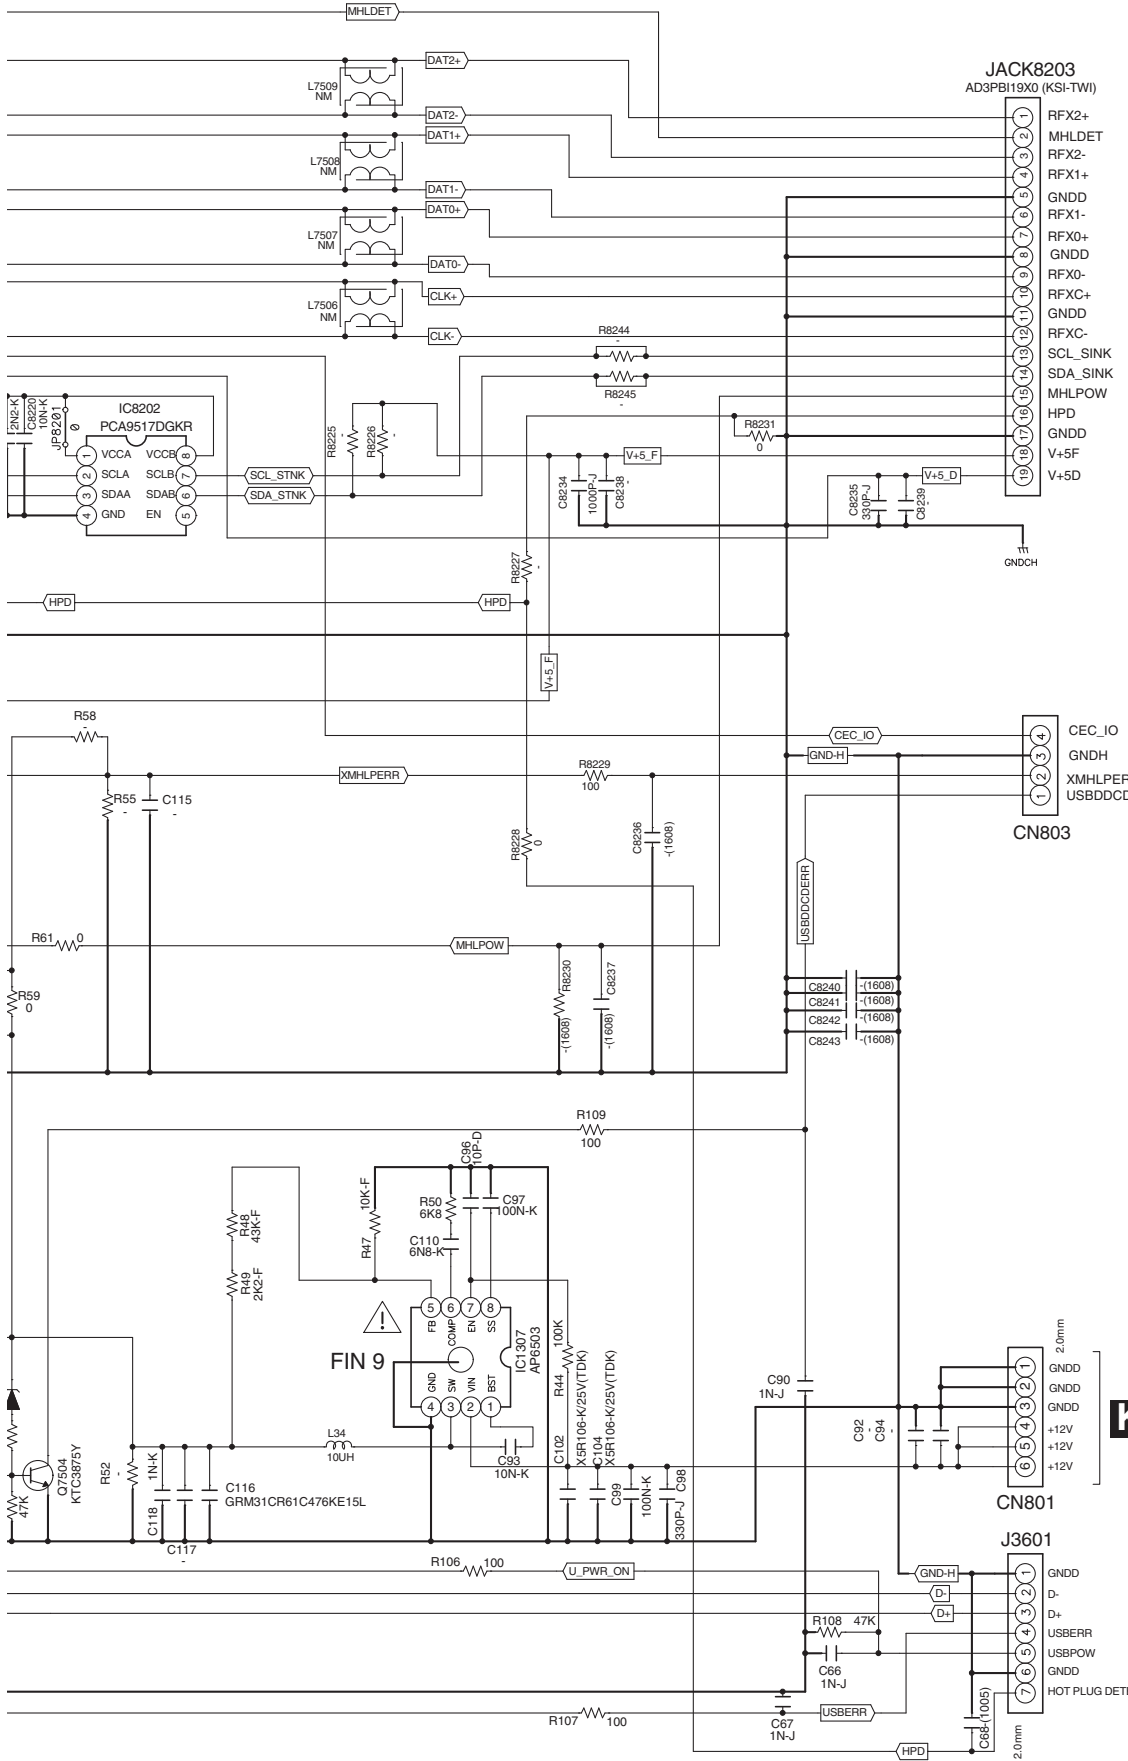 MHLDET
DAT2+
L7509
NM
DAT2-
DAT1+
L7508
NM
DAT1-
DAT0+
L7507
NM
DAT0-
CLK+
L7506
NM
CLK-
JACK8203
AD3PBI19X0 (KSI-TWI)
1 RFX2+
2 MHLDET
3 RFX2-
4 RFX1+
5 GNDD
6 RFX1-
7 RFX0+
8 GNDD
9 RFX0-
10 RFXC+
11 GNDD
12 RFXC-
13 SCL_SINK
14 SDA_SINK
15 MHLPOW
16 HPD
17 GNDD
18 V+5F
19 V+5D
R8244
-
R8245
-
2N2-K
C8220
10N-K
JP8201
0
IC8202
PCA9517DGKR
1 VCCA VCCB 8
2 SCLA SCLB 7
3 SDAA SDAB 6
4 GND EN 5
SCL_STNK
SDA_STNK
R8225
-
R8226
-
R8231
0
V+5_F
C8234
1000P-J
C8238
-
V+5_D
C8235
330P-J
C8239
-
GNDCH
R8227
-
HPD
HPD
V+5_F
R58
-
CEC_IO
GND-H
4 CEC_IO
3 GNDH
2 XMHLPER
1 USBDDCD
CN803
XMHLPERR
R8229
100
R55
-
C115
-
R8228
0
C8236
-(1608)
USBDDCDERR
R61 0
MHLPOW
R59
0
R8230
-(1608)
C8237
-(1608)
C8240 -(1608)
C8241 -(1608)
C8242 -(1608)
C8243 -(1608)
R109
100
R48
43K-F
R49
2K2-F
10K-F
R47
R50
6K8
C110
6N8-K
C96
10P-D
C97
100N-K
5 6 7 8
FB COMP EN SS
FIN 9
IC1307
AP6503
GND SW VIN BST
4 3 2 1
100K
R44
C102
X5R106-K/25V(TDK)
C104
X5R106-K/25V(TDK)
C99
100N-K
C98
330P-J
C90
1N-J
L34
10UH
C93
10N-K
C92
-
C94
-
2.0mm
1 GNDD
2 GNDD
3 GNDD
4 +12V
5 +12V
6 +12V
CN801
47K
Q7504
KTC3875Y
R52
-
1N-K
C118
C117
-
C116
GRM31CR61C476KE15L
R106 100
U_PWR_ON
J3601
GND-H
D-
D+
1 GNDD
2 D-
3 D+
4 USBERR
5 USBPOW
6 GNDD
7 HOT PLUG DET
R108 47K
C66
1N-J
R107 100
C67
1N-J
USBERR
HPD
C68
-(1005)
2.0mm